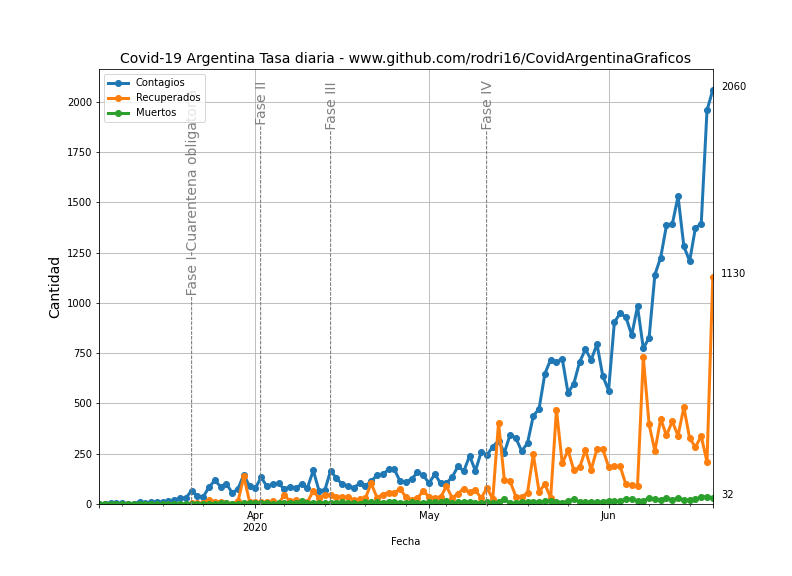 Covid-19 Argentina Tasa diaria - www.github.com/rodri16/CovidArgentinaGraficos
Contagios
Recuperados
Muertos
Fase I-Cuarentena obligatoria
Fase II
Fase III
Fase IV
2060
1130
32
Cantidad
2000
1750
1500
1250
1000
750
500
250
0
Apr
2020
May
Jun
Fecha